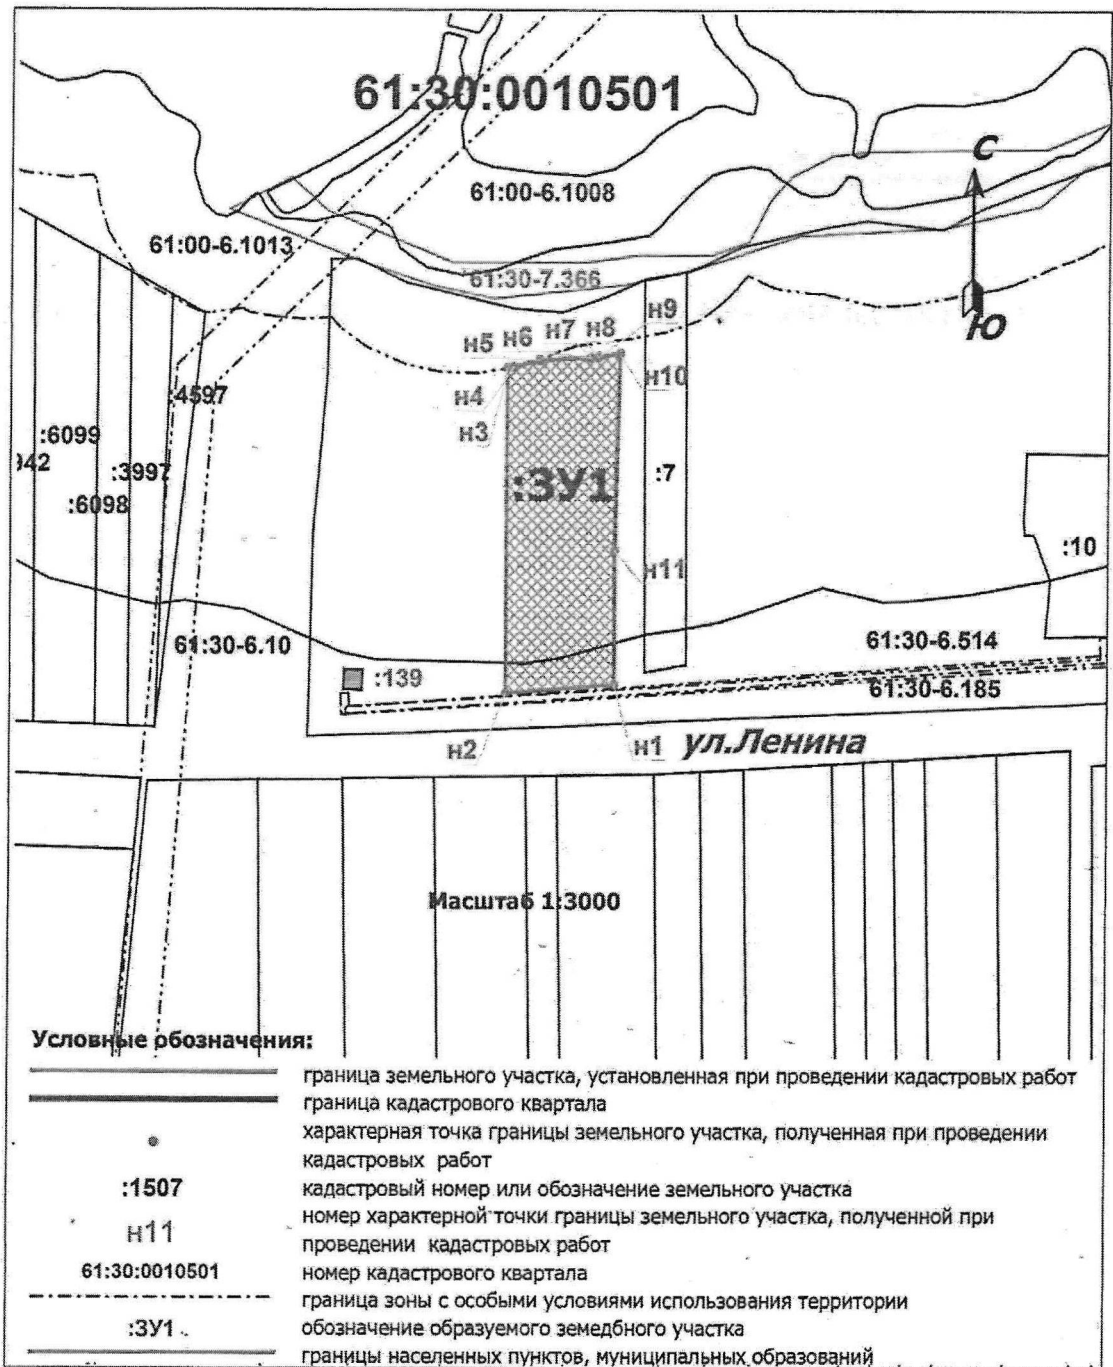 61:30:0010501
С
61:00-6.1008
61:00-6.1013
61:30-7.366
Ю
н5 н6 н7 н8 н9
н10
н4
н3
:4597
:6099
:3997
:6098
:ЗУ1
:7
:10
н11
61:30-6.10
61:30-6.514
:139
61:30-6.185
н2
н1 ул.Ленина
Масштаб 1:3000
Условные обозначения:
граница земельного участка, установленная при проведении кадастровых работ
граница кадастрового квартала
характерная точка границы земельного участка, полученная при проведении
кадастровых работ
:1507 кадастровый номер или обозначение земельного участка
н11 номер характерной точки границы земельного участка, полученной при
проведении кадастровых работ
61:30:0010501 номер кадастрового квартала
граница зоны с особыми условиями использования территории
:ЗУ1 обозначение образуемогоземедбного участка
границы населенных пунктов, муниципальных образований